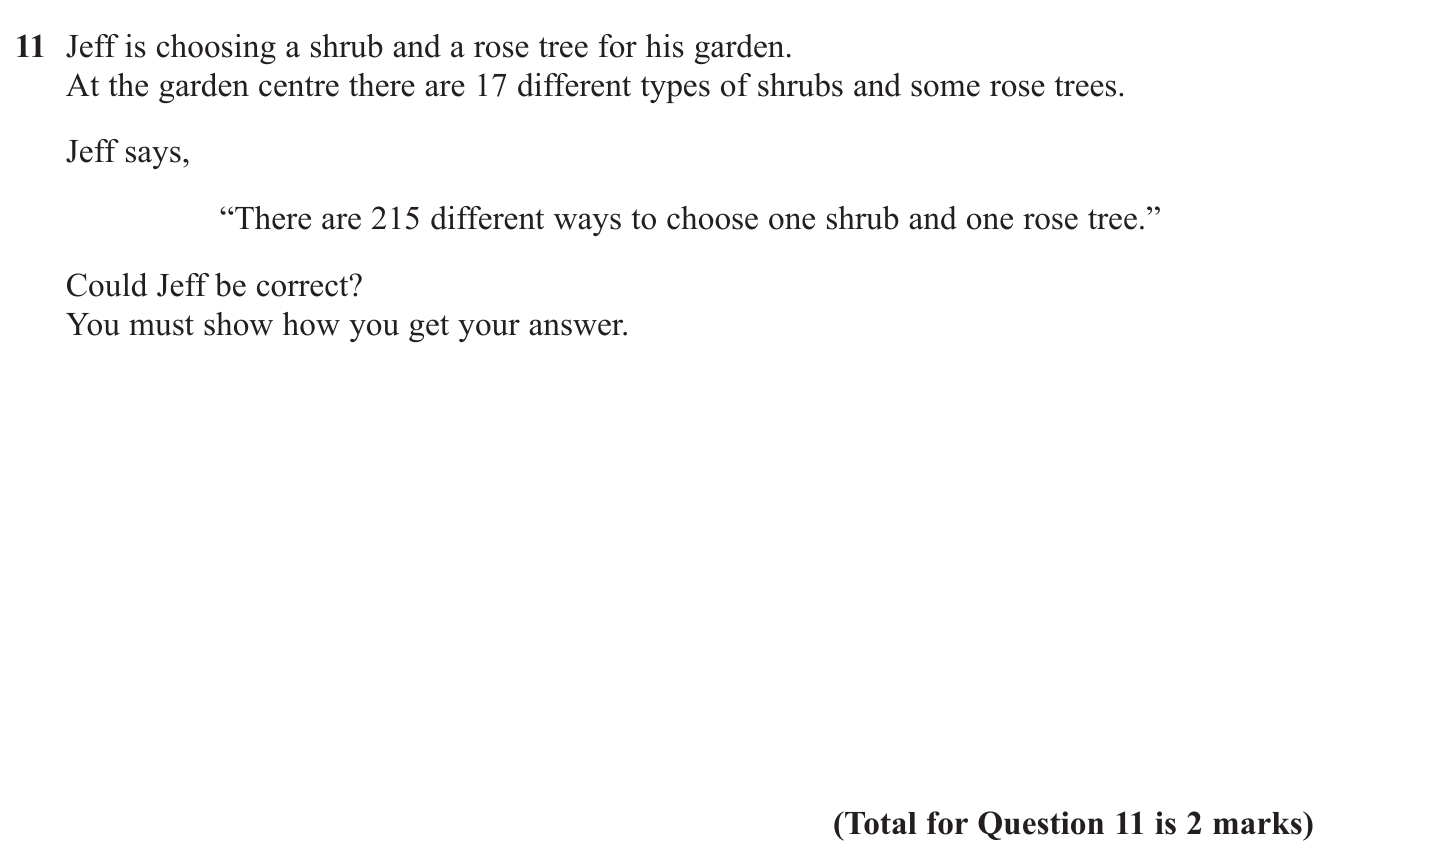 11 Jeff is choosing a shrub and a rose tree for his garden.
At the garden centre there are 17 different types of shrubs and some rose trees.
Jeff says,
“There are 215 different ways to choose one shrub and one rose tree.”
Could Jeff be correct?
You must show how you get your answer.
(Total for Question 11 is 2 marks)